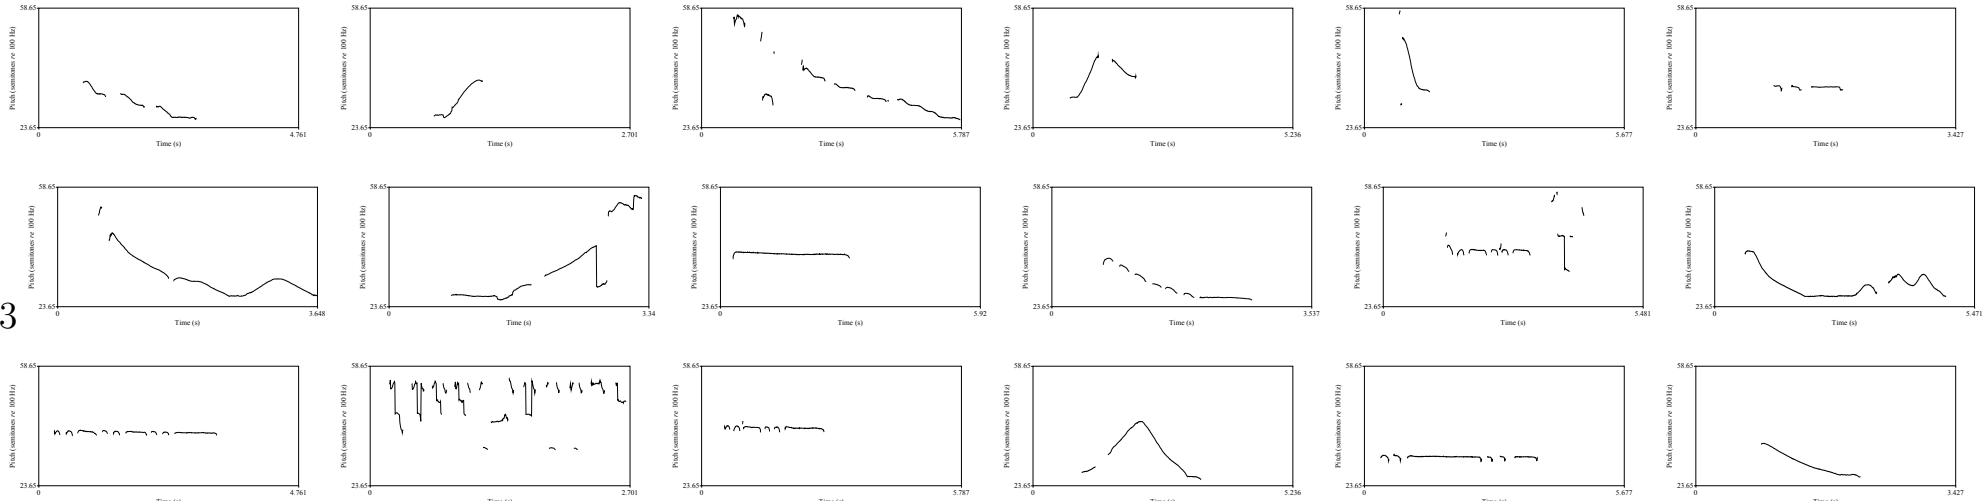 58.65 58.65 58.65 58.65 58.65 58.65
Pitch (semitones re 100 Hz) Pitch (semitones re 100 Hz) Pitch (semitones re 100 Hz) Pitch (semitones re 100 Hz) Pitch (semitones re 100 Hz) Pitch (semitones re 100 Hz)
23.65 23.65 23.65 23.65 23.65 23.65
0 4.761 0 2.701 0 5.787 0 5.236 0 5.677 0 3.427
Time (s) Time (s) Time (s) Time (s) Time (s) Time (s)
58.65 58.65 58.65 58.65 58.65 58.65
Pitch (semitones re 100 Hz) Pitch (semitones re 100 Hz) Pitch (semitones re 100 Hz) Pitch (semitones re 100 Hz) Pitch (semitones re 100 Hz) Pitch (semitones re 100 Hz)
23.65 23.65 23.65 23.65 23.65 23.65
3
0 3.648 0 3.34 0 5.92 0 3.537 0 5.481 0 5.471
Time (s) Time (s) Time (s) Time (s) Time (s) Time (s)
58.65 58.65 58.65 58.65 58.65 58.65
Pitch (semitones re 100 Hz) Pitch (semitones re 100 Hz) Pitch (semitones re 100 Hz) Pitch (semitones re 100 Hz) Pitch (semitones re 100 Hz) Pitch (semitones re 100 Hz)
23.65 23.65 23.65 23.65 23.65 23.65
0 4.761 0 2.701 0 5.787 0 5.236 0 5.677 0 3.427